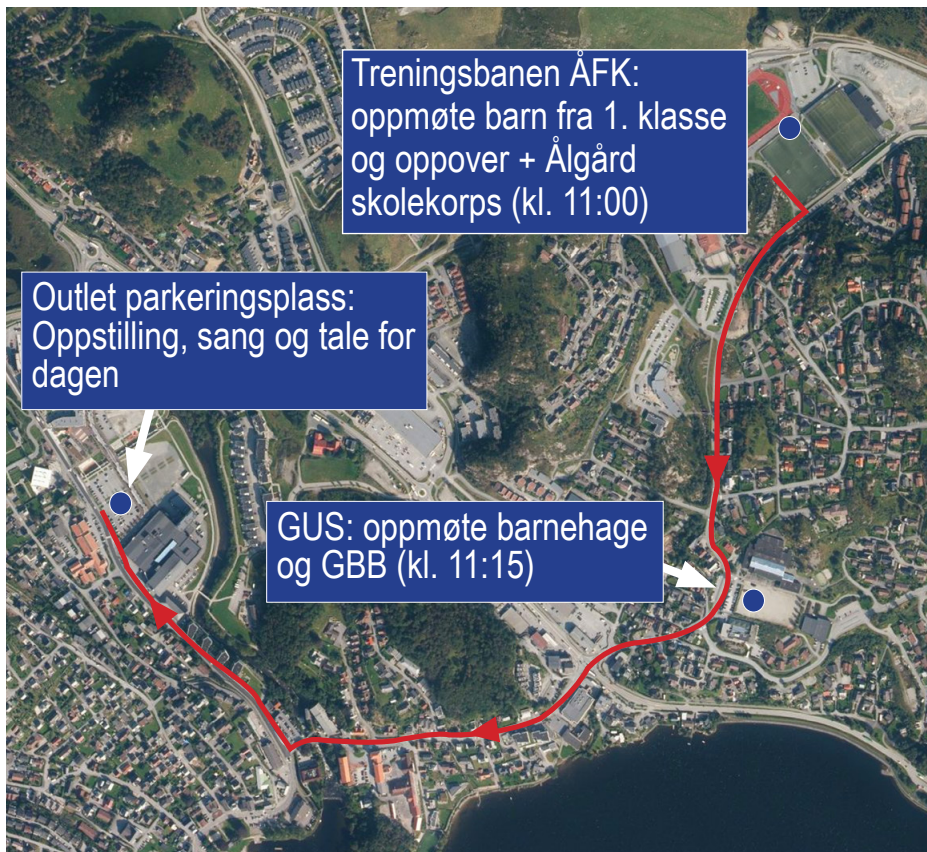 Treningsbanen ÅFK:
oppmøte barn fra 1. klasse
og oppover + Ålgård
skolekorps (kl. 11:00)
Outlet parkeringsplass:
Oppstilling, sang og tale for
dagen
GUS: oppmøte barnehage
og GBB (kl. 11:15)